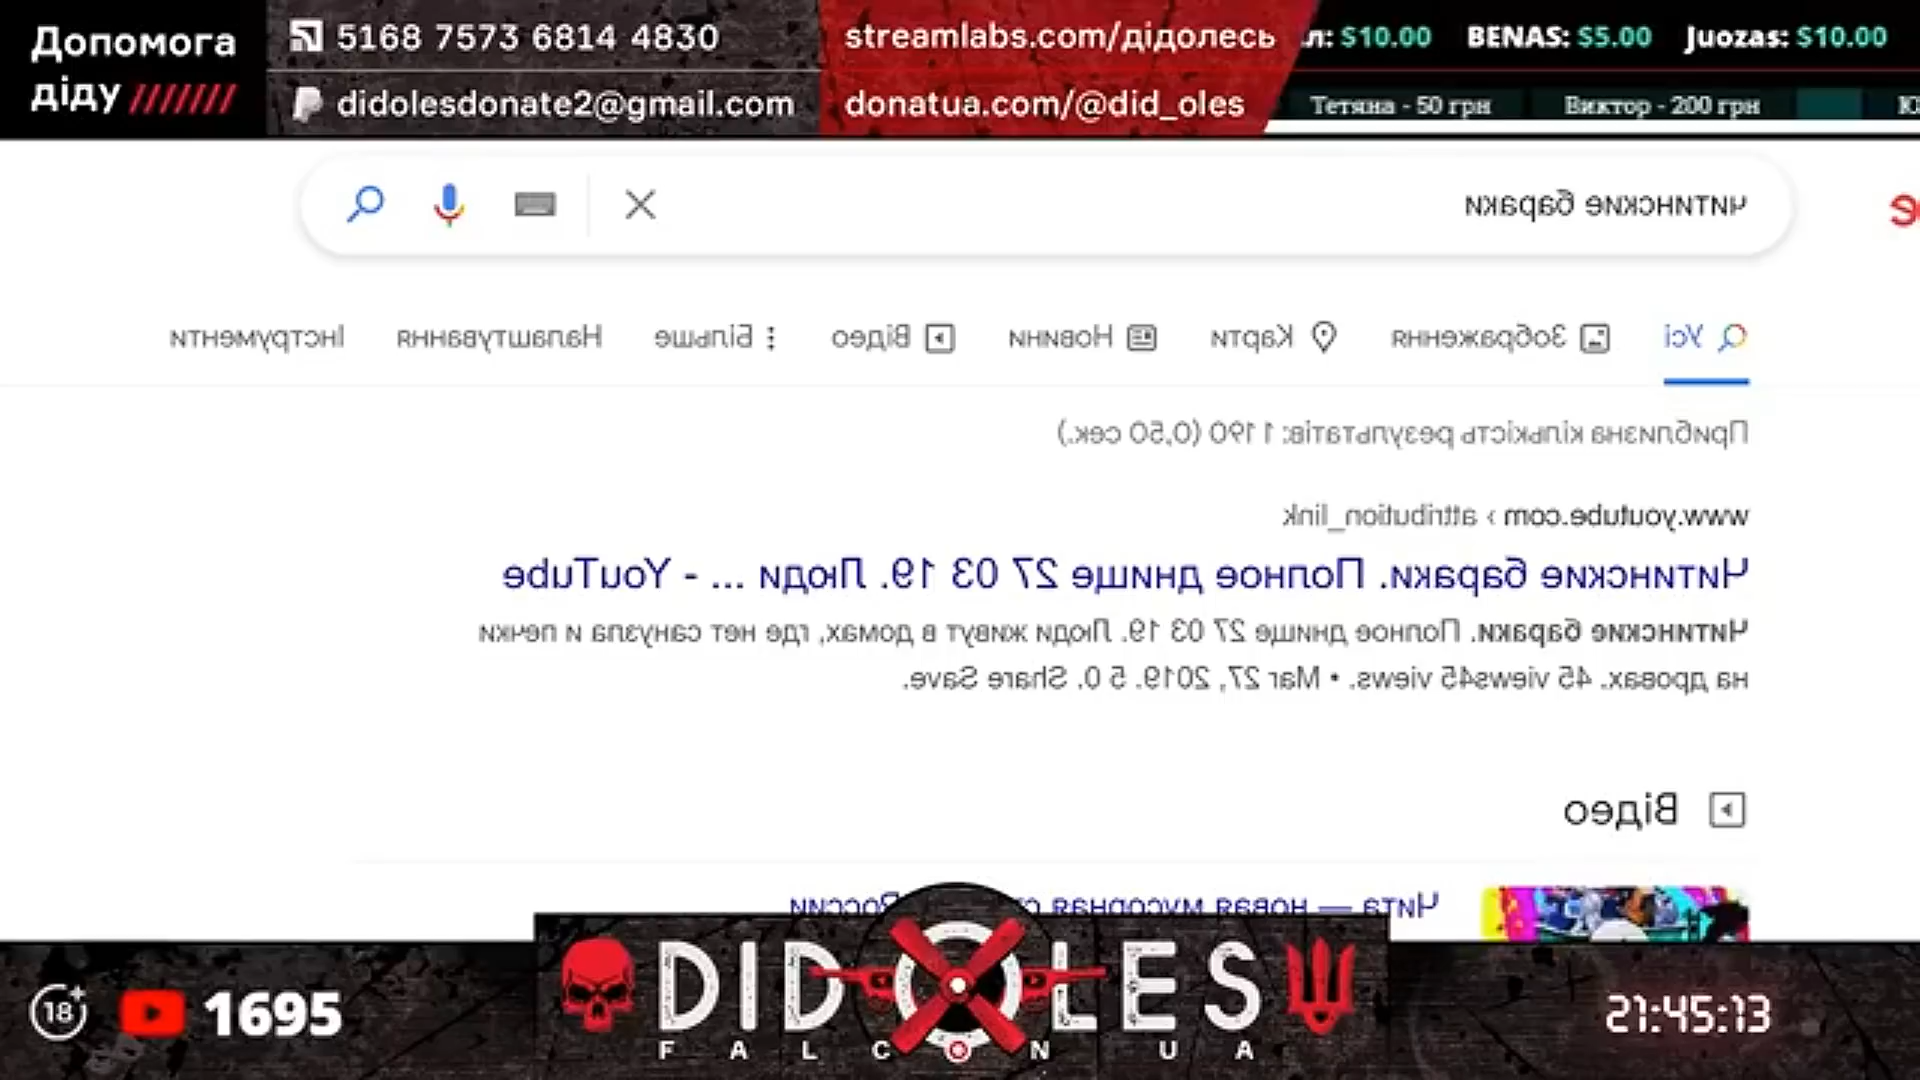 Допомога
діду ///////
5168 7573 6814 4830
didolesdonate2@gmail.com
streamlabs.com/дідолесь
donatua.com/@did_oles
л: $10.00 BENAS: $5.00 Juozas: $10.00
Тетяна - 50 грн Виктор - 200 грн
читинские бараки
Усі Зображення Карти Новини Відео Більше Налаштування Інструменти
Приблизна кількість результатів: 1 190 (0,50 сек.)
www.youtube.com › attribution_link
Читинские бараки. Полное днище 27 03 19. Люди ... - YouTube
Читинские бараки. Полное днище 27 03 19. Люди живут в домах, где нет санузла и печки
на дровах. 45 views45 views. • Mar 27, 2019. 5 0. Share Save.
Відео
Чита — новая мусорная России
18+ 1695
DID OLES
FALCON UA
21:45:13